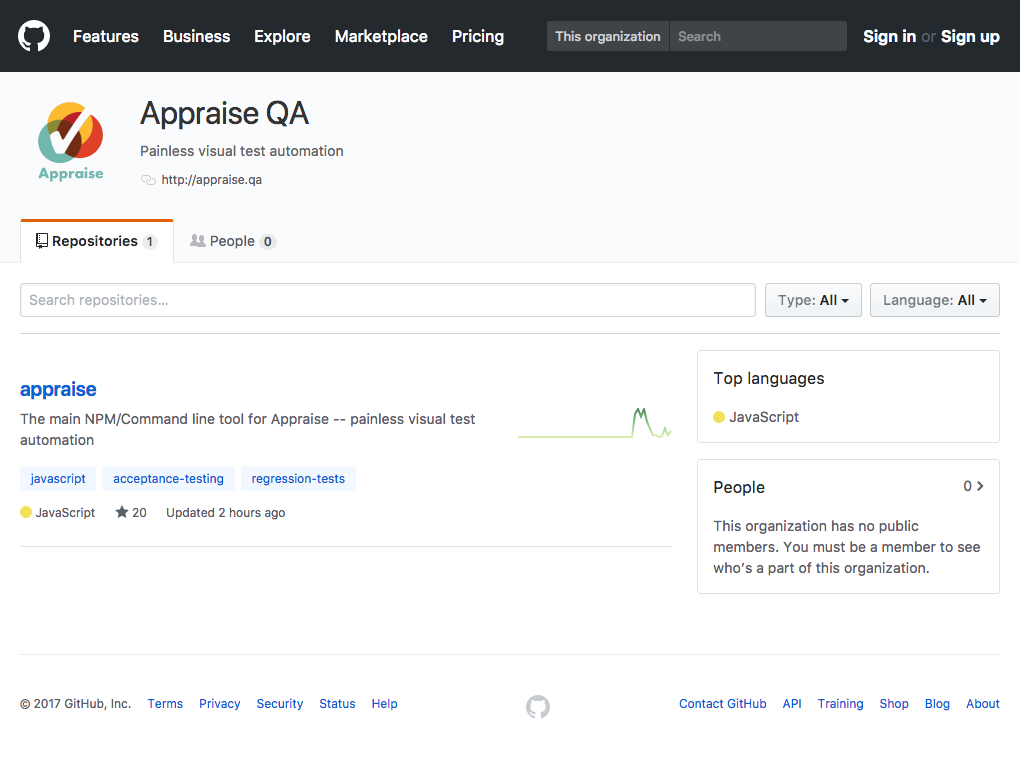 Features Business Explore Marketplace Pricing This organization Search Sign in or Sign up
Appraise QA
Painless visual test automation
http://appraise.qa
Appraise
Repositories 1 People 0
Search repositories... Type: All Language: All
appraise
The main NPM/Command line tool for Appraise -- painless visual test
automation
javascript acceptance-testing regression-tests
JavaScript 20 Updated 2 hours ago
Top languages
JavaScript
People 0
This organization has no public
members. You must be a member to see
who's a part of this organization.
© 2017 GitHub, Inc. Terms Privacy Security Status Help Contact GitHub API Training Shop Blog About